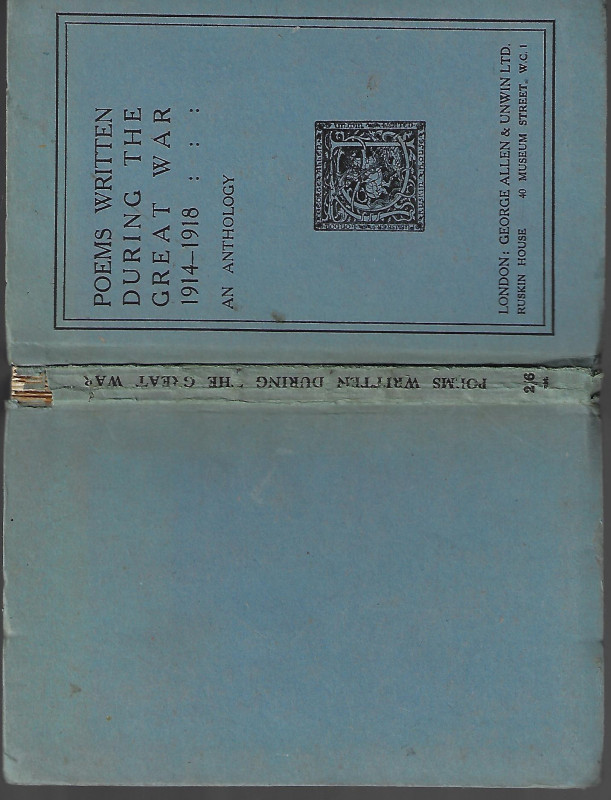 POEMS WRITTEN
DURING THE
GREAT WAR
1914–1918 : : :
AN ANTHOLOGY
LONDON: GEORGE ALLEN & UNWIN LTD.
RUSKIN HOUSE 40 MUSEUM STREET, W.C. 1
POEMS WRITTEN DURING THE GREAT WAR
2/6